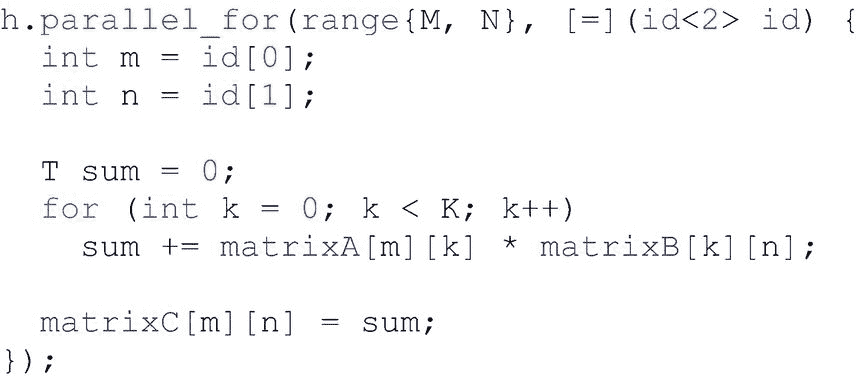 h.parallel_for(range{M, N}, [=](id<2> id) {
  int m = id[0];
  int n = id[1];

  T sum = 0;
  for (int k = 0; k < K; k++)
    sum += matrixA[m][k] * matrixB[k][n];

  matrixC[m][n] = sum;
});